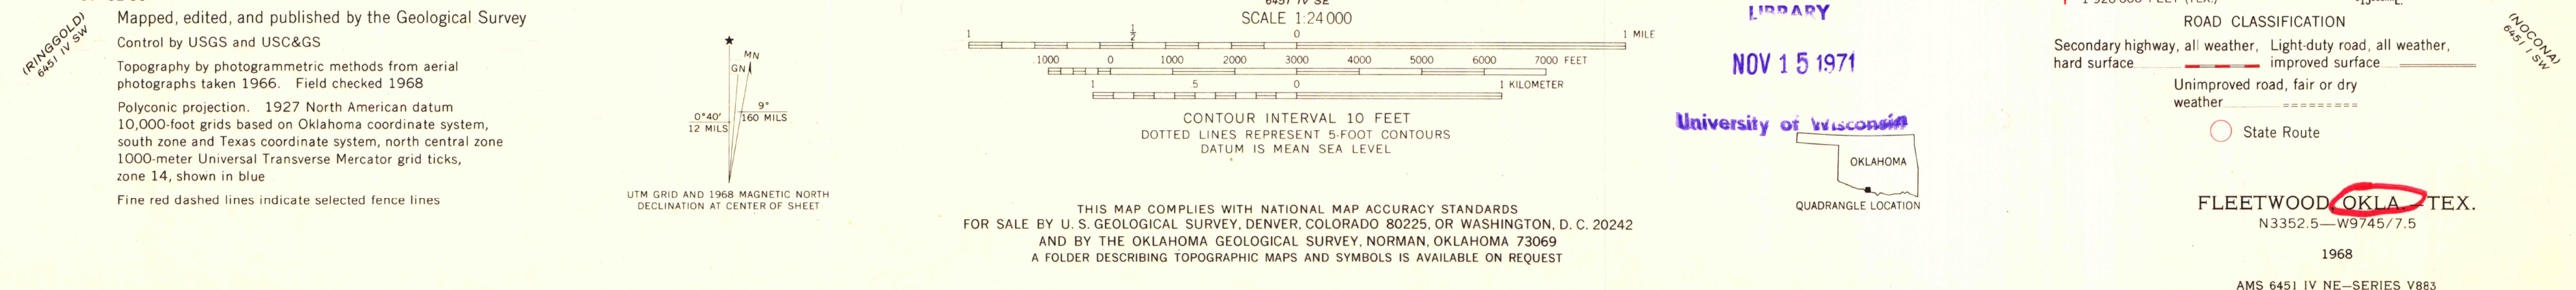 (RINGGOLD)
6451 IV SW
Mapped, edited, and published by the Geological Survey
Control by USGS and USC&GS
Topography by photogrammetric methods from aerial
photographs taken 1966. Field checked 1968
Polyconic projection. 1927 North American datum
10,000-foot grids based on Oklahoma coordinate system,
south zone and Texas coordinate system, north central zone
1000-meter Universal Transverse Mercator grid ticks,
zone 14, shown in blue
Fine red dashed lines indicate selected fence lines
MN
GN
0°40′
12 MILS
9°
160 MILS
UTM GRID AND 1968 MAGNETIC NORTH
DECLINATION AT CENTER OF SHEET
6451 IV SE
SCALE 1:24 000
1 ½ 0 1 MILE
1000 0 1000 2000 3000 4000 5000 6000 7000 FEET
1 .5 0 1 KILOMETER
CONTOUR INTERVAL 10 FEET
DOTTED LINES REPRESENT 5-FOOT CONTOURS
DATUM IS MEAN SEA LEVEL
THIS MAP COMPLIES WITH NATIONAL MAP ACCURACY STANDARDS
FOR SALE BY U. S. GEOLOGICAL SURVEY, DENVER, COLORADO 80225, OR WASHINGTON, D. C. 20242
AND BY THE OKLAHOMA GEOLOGICAL SURVEY, NORMAN, OKLAHOMA 73069
A FOLDER DESCRIBING TOPOGRAPHIC MAPS AND SYMBOLS IS AVAILABLE ON REQUEST
LIBRARY
NOV 15 1971
University of Wisconsin
OKLAHOMA
QUADRANGLE LOCATION
ROAD CLASSIFICATION
Secondary highway, all weather,
hard surface
Light-duty road, all weather,
improved surface
Unimproved road, fair or dry
weather
State Route
(NOCONA)
6451 I SW
FLEETWOOD, OKLA.—TEX.
N3352.5—W9745/7.5
1968
AMS 6451 IV NE—SERIES V883